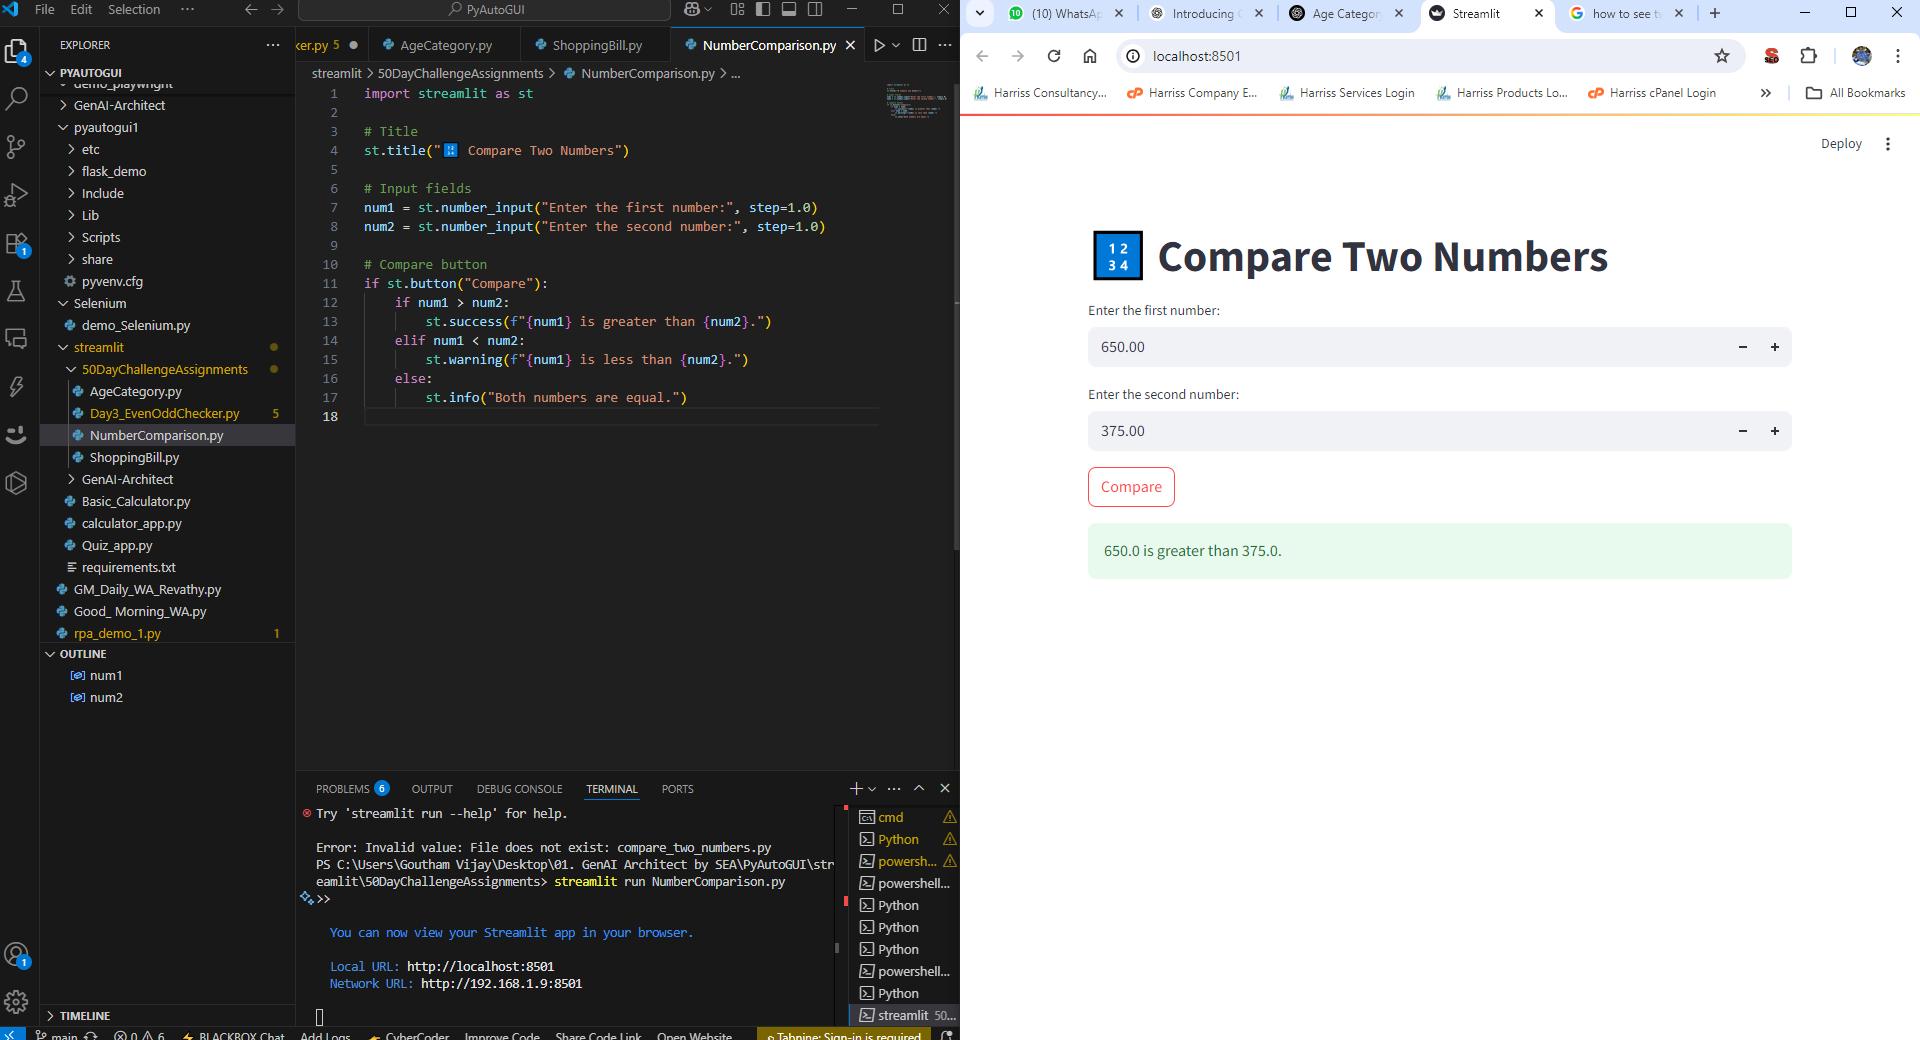 File Edit Selection ··· PyAutoGUI
EXPLORER ···
PYAUTOGUI
GenAI-Architect
pyautogui1
etc
flask_demo
Include
Lib
Scripts
share
pyvenv.cfg
Selenium
demo_Selenium.py
streamlit
50DayChallengeAssignments
AgeCategory.py
Day3_EvenOddChecker.py 5
NumberComparison.py
ShoppingBill.py
GenAI-Architect
Basic_Calculator.py
calculator_app.py
Quiz_app.py
requirements.txt
GM_Daily_WA_Revathy.py
Good_ Morning_WA.py
rpa_demo_1.py 1
OUTLINE
num1
num2
TIMELINE
4
1
1
ker.py 5 AgeCategory.py ShoppingBill.py NumberComparison.py
streamlit > 50DayChallengeAssignments > NumberComparison.py > ...
1 import streamlit as st
2
3 # Title
4 st.title("🔢 Compare Two Numbers")
5
6 # Input fields
7 num1 = st.number_input("Enter the first number:", step=1.0)
8 num2 = st.number_input("Enter the second number:", step=1.0)
9
10 # Compare button
11 if st.button("Compare"):
12 if num1 > num2:
13 st.success(f"{num1} is greater than {num2}.")
14 elif num1 < num2:
15 st.warning(f"{num1} is less than {num2}.")
16 else:
17 st.info("Both numbers are equal.")
18
PROBLEMS 6 OUTPUT DEBUG CONSOLE TERMINAL PORTS
Try 'streamlit run --help' for help.
Error: Invalid value: File does not exist: compare_two_numbers.py
PS C:\Users\Goutham Vijay\Desktop\01. GenAI Architect by SEA\PyAutoGUI\str
eamlit\50DayChallengeAssignments> streamlit run NumberComparison.py
>>
You can now view your Streamlit app in your browser.
Local URL: http://localhost:8501
Network URL: http://192.168.1.9:8501
cmd
Python
powersh...
powershell...
Python
Python
Python
powershell...
Python
streamlit 50...
main 0 6 BLACKBOX Chat Add Logs CyberCoder Improve Code Share Code Link Open Website Tabnine: Sign-in is required
(10) WhatsAp Introducing Age Categor Streamlit how to see t
localhost:8501
Harriss Consultancy... Harriss Company E... Harriss Services Login Harriss Products Lo... Harriss cPanel Login » All Bookmarks
Deploy
1 2
3 4
Compare Two Numbers
Enter the first number:
650.00
Enter the second number:
375.00
Compare
650.0 is greater than 375.0.